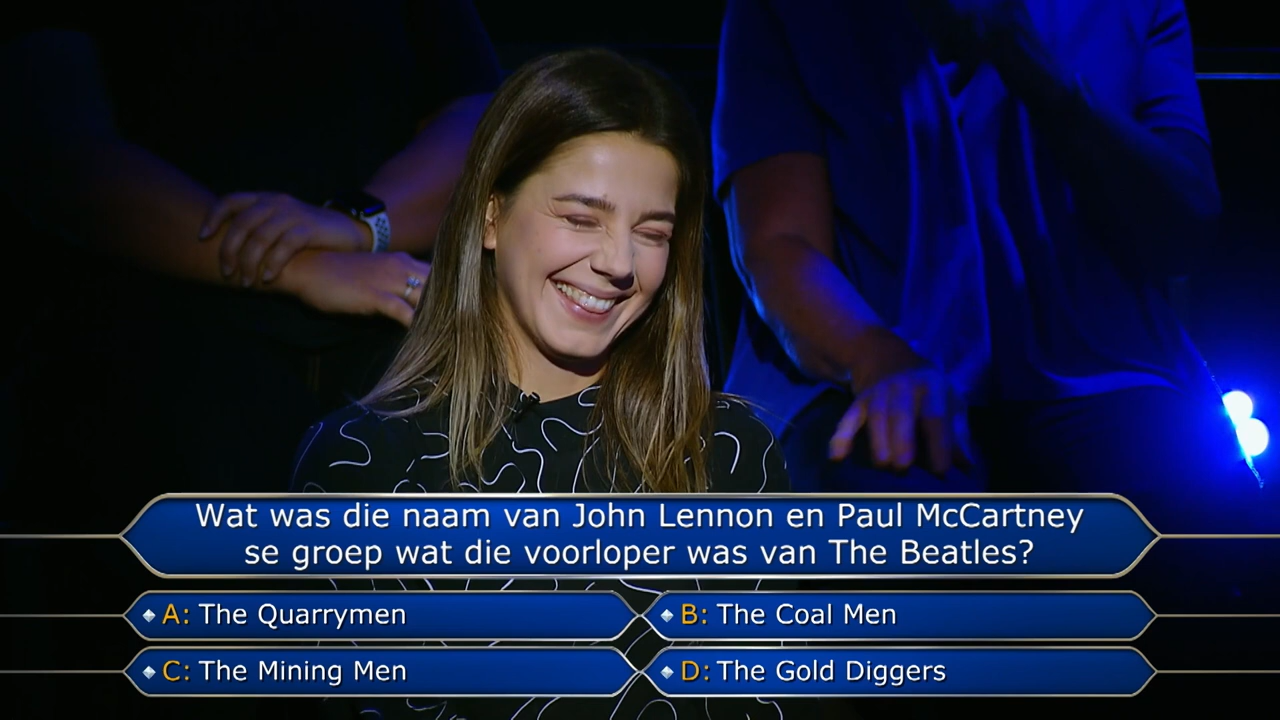 Wat was die naam van John Lennon en Paul McCartney
se groep wat die voorloper was van The Beatles?
A: The Quarrymen
B: The Coal Men
C: The Mining Men
D: The Gold Diggers